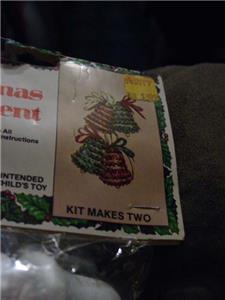 nas
ent
All
nstructions
INTENDED
CHILD'S TOY
KIT MAKES TWO